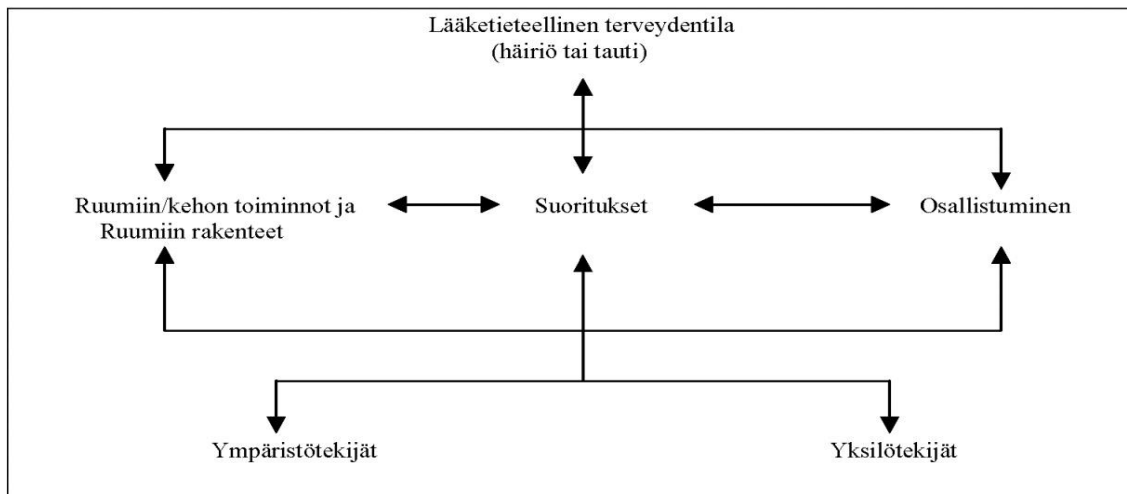 Lääketieteellinen terveydentila
(häiriö tai tauti)
Ruumiin/kehon toiminnot ja
Ruumiin rakenteet
Suoritukset
Osallistuminen
Ympäristötekijät
Yksilötekijät